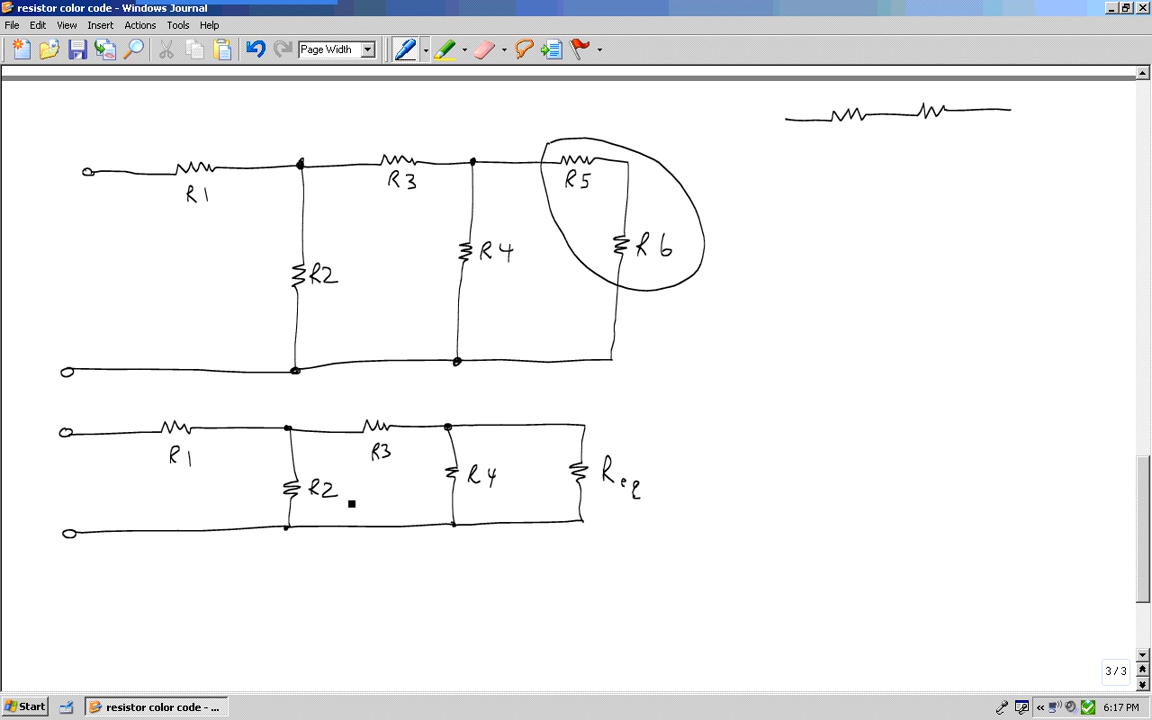 resistor color code - Windows Journal
File Edit View Insert Actions Tools Help
Page Width
R1
R3
R5
R2
R4
R6
R1
R3
R2
R4
Req
3 / 3
Start
resistor color code - ...
«
6:17 PM